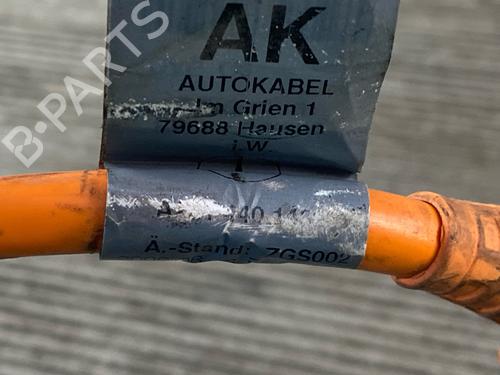 B-PARTS
AK
AUTOKABEL
Im Grien 1
79688 Hausen
i.W.
A
Ä.-Stand: ZGS002